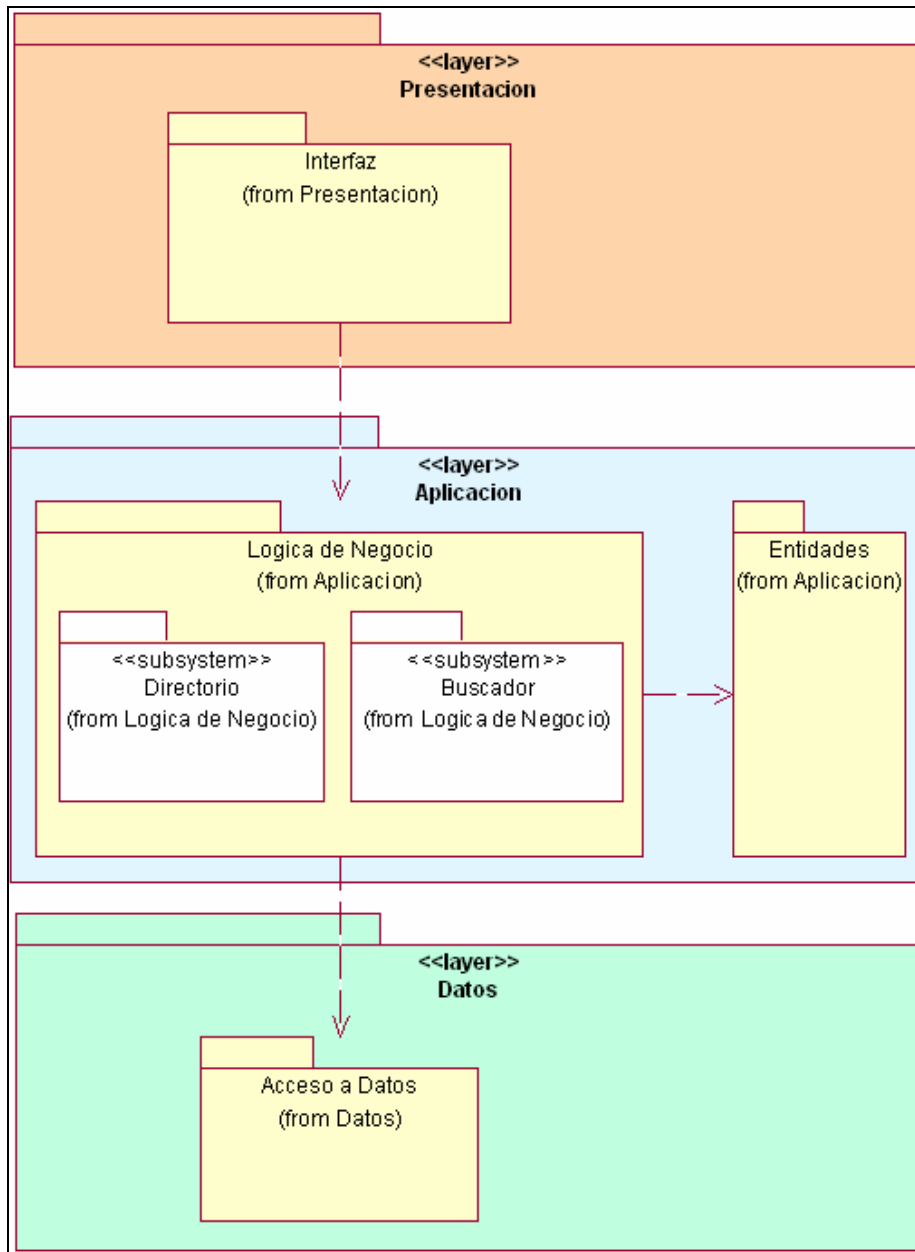 <<layer>>
Presentacion
Interfaz
(from Presentacion)
<<layer>>
Aplicacion
Logica de Negocio
(from Aplicacion)
Entidades
(from Aplicacion)
<<subsystem>>
Directorio
(from Logica de Negocio)
<<subsystem>>
Buscador
(from Logica de Negocio)
<<layer>>
Datos
Acceso a Datos
(from Datos)